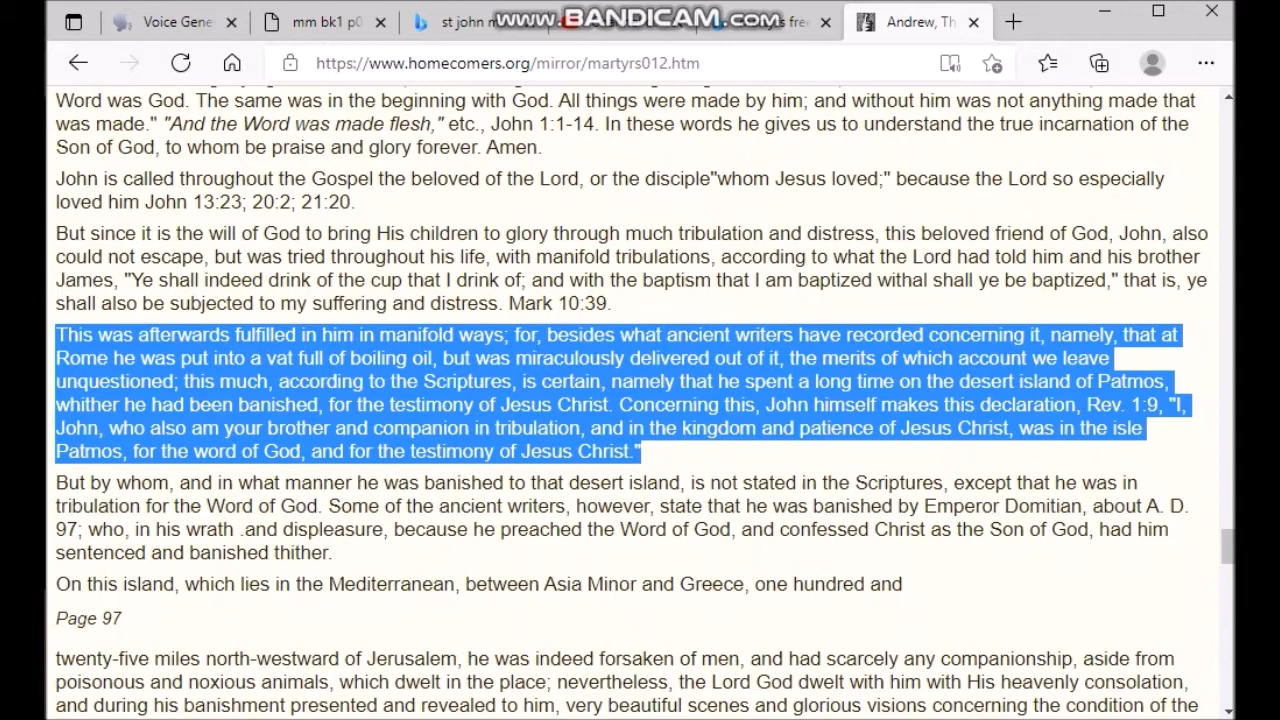 Voice Gene
mm bk1 p0
st john m
s fre
Andrew, Th
www.BANDICAM.com
https://www.homecomers.org/mirror/martyrs012.htm
Word was God. The same was in the beginning with God. All things were made by him; and without him was not anything made that
was made." "And the Word was made flesh," etc., John 1:1-14. In these words he gives us to understand the true incarnation of the
Son of God, to whom be praise and glory forever. Amen.
John is called throughout the Gospel the beloved of the Lord, or the disciple"whom Jesus loved;" because the Lord so especially
loved him John 13:23; 20:2; 21:20.
But since it is the will of God to bring His children to glory through much tribulation and distress, this beloved friend of God, John, also
could not escape, but was tried throughout his life, with manifold tribulations, according to what the Lord had told him and his brother
James, "Ye shall indeed drink of the cup that I drink of; and with the baptism that I am baptized withal shall ye be baptized," that is, ye
shall also be subjected to my suffering and distress. Mark 10:39.
This was afterwards fulfilled in him in manifold ways; for, besides what ancient writers have recorded concerning it, namely, that at
Rome he was put into a vat full of boiling oil, but was miraculously delivered out of it, the merits of which account we leave
unquestioned; this much, according to the Scriptures, is certain, namely that he spent a long time on the desert island of Patmos,
whither he had been banished, for the testimony of Jesus Christ. Concerning this, John himself makes this declaration, Rev. 1:9, "I,
John, who also am your brother and companion in tribulation, and in the kingdom and patience of Jesus Christ, was in the isle
Patmos, for the word of God, and for the testimony of Jesus Christ."
But by whom, and in what manner he was banished to that desert island, is not stated in the Scriptures, except that he was in
tribulation for the Word of God. Some of the ancient writers, however, state that he was banished by Emperor Domitian, about A. D.
97; who, in his wrath .and displeasure, because he preached the Word of God, and confessed Christ as the Son of God, had him
sentenced and banished thither.
On this island, which lies in the Mediterranean, between Asia Minor and Greece, one hundred and
Page 97
twenty-five miles north-westward of Jerusalem, he was indeed forsaken of men, and had scarcely any companionship, aside from
poisonous and noxious animals, which dwelt in the place; nevertheless, the Lord God dwelt with him with His heavenly consolation,
and during his banishment presented and revealed to him, very beautiful scenes and glorious visions concerning the condition of the